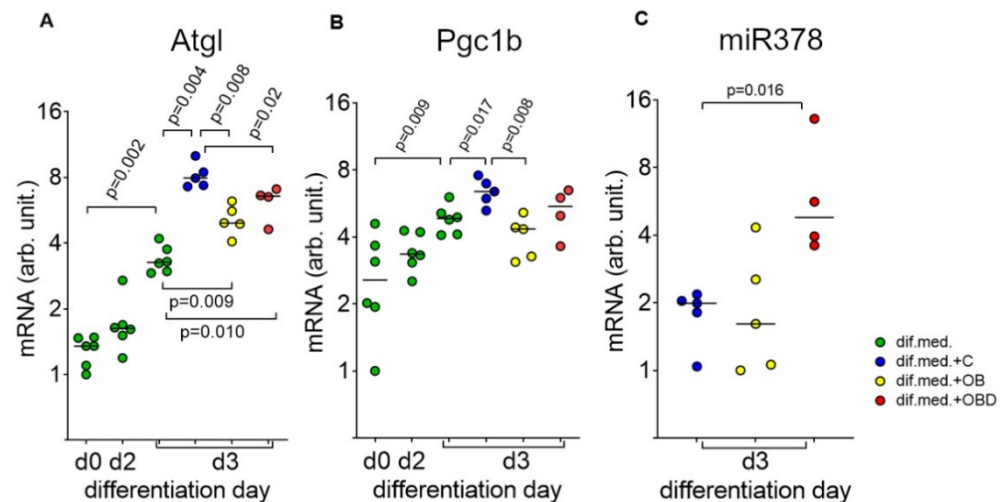 A
Atgl
p=0.004
p=0.008
p=0.02
p=0.002
16
8
4
2
1
mRNA (arb. unit.)
p=0.009
p=0.010
d0 d2 d3
differentiation day
B
Pgc1b
p=0.009
p=0.017
p=0.008
16
8
4
2
1
mRNA (arb. unit.)
d0 d2 d3
differentiation day
C
miR378
p=0.016
16
8
4
2
1
mRNA (arb. unit.)
d3
differentiation day
dif.med.
dif.med.+C
dif.med.+OB
dif.med.+OBD